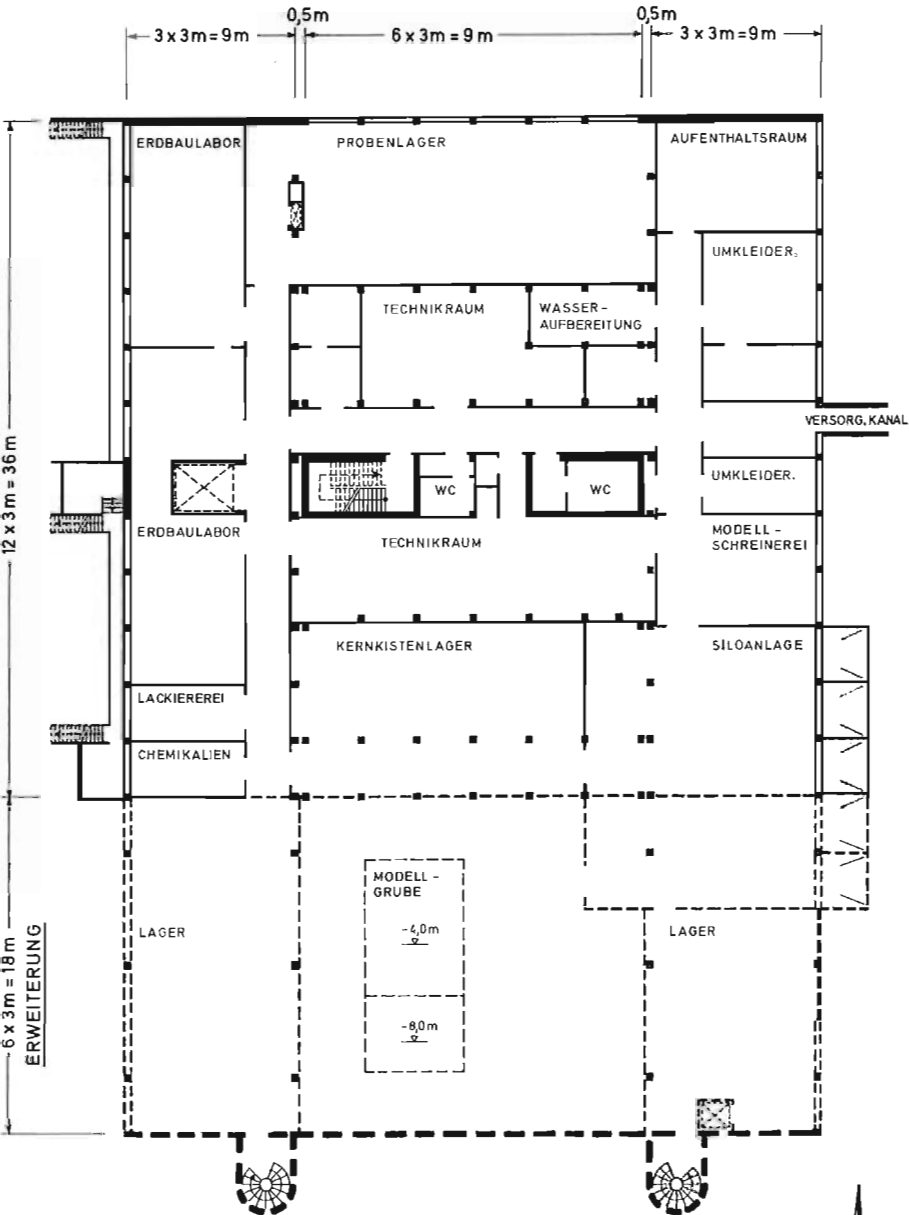 0,5m 0,5m
3 x 3m = 9m 6 x 3m = 9 m 3 x 3m = 9m
ERDBAULABOR PROBENLAGER AUFENTHALTSRAUM
UMKLEIDER.
TECHNIKRAUM WASSER-
AUFBEREITUNG
VERSORG. KANAL
12 x 3m = 36m
WC WC UMKLEIDER.
ERDBAULABOR TECHNIKRAUM MODELL-
SCHREINEREI
KERNKISTENLAGER SILOANLAGE
LACKIEREREI
CHEMIKALIEN
MODELL-
GRUBE
-4,0m
LAGER LAGER
6 x 3m = 18m
ERWEITERUNG
-8,0m